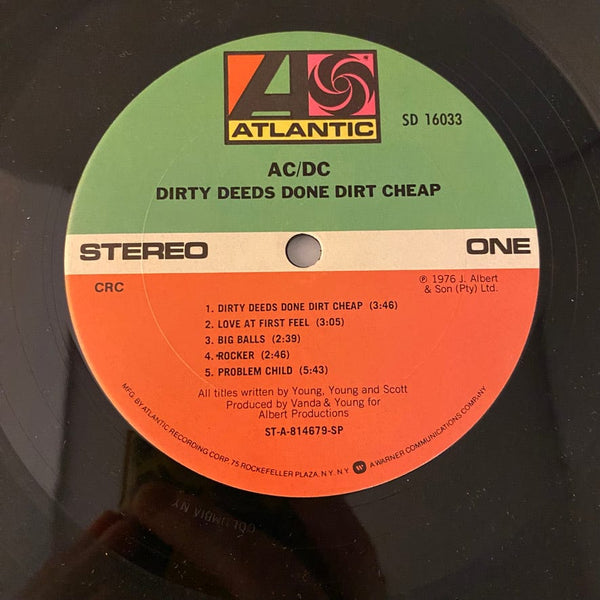 ATLANTIC
SD 16033
AC/DC
DIRTY DEEDS DONE DIRT CHEAP
STEREO
ONE
CRC
℗ 1976 J. Albert
& Son (Pty) Ltd.
1. DIRTY DEEDS DONE DIRT CHEAP (3:46)
2. LOVE AT FIRST FEEL (3:05)
3. BIG BALLS (2:39)
4. ROCKER (2:46)
5. PROBLEM CHILD (5:43)
All titles written by Young, Young and Scott
Produced by Vanda & Young for
Albert Productions
ST-A-814679-SP
MFG. BY ATLANTIC RECORDING CORP., 75 ROCKEFELLER PLAZA, N.Y. N.Y. W A WARNER COMMUNICATIONS COMPANY.
COLUMBIA NY